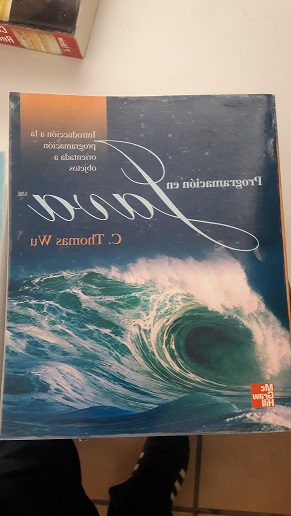 Introducción a la
programación
orientada a
objetos
Programación en
Java
C. Thomas Wu
Mc
Graw
Hill